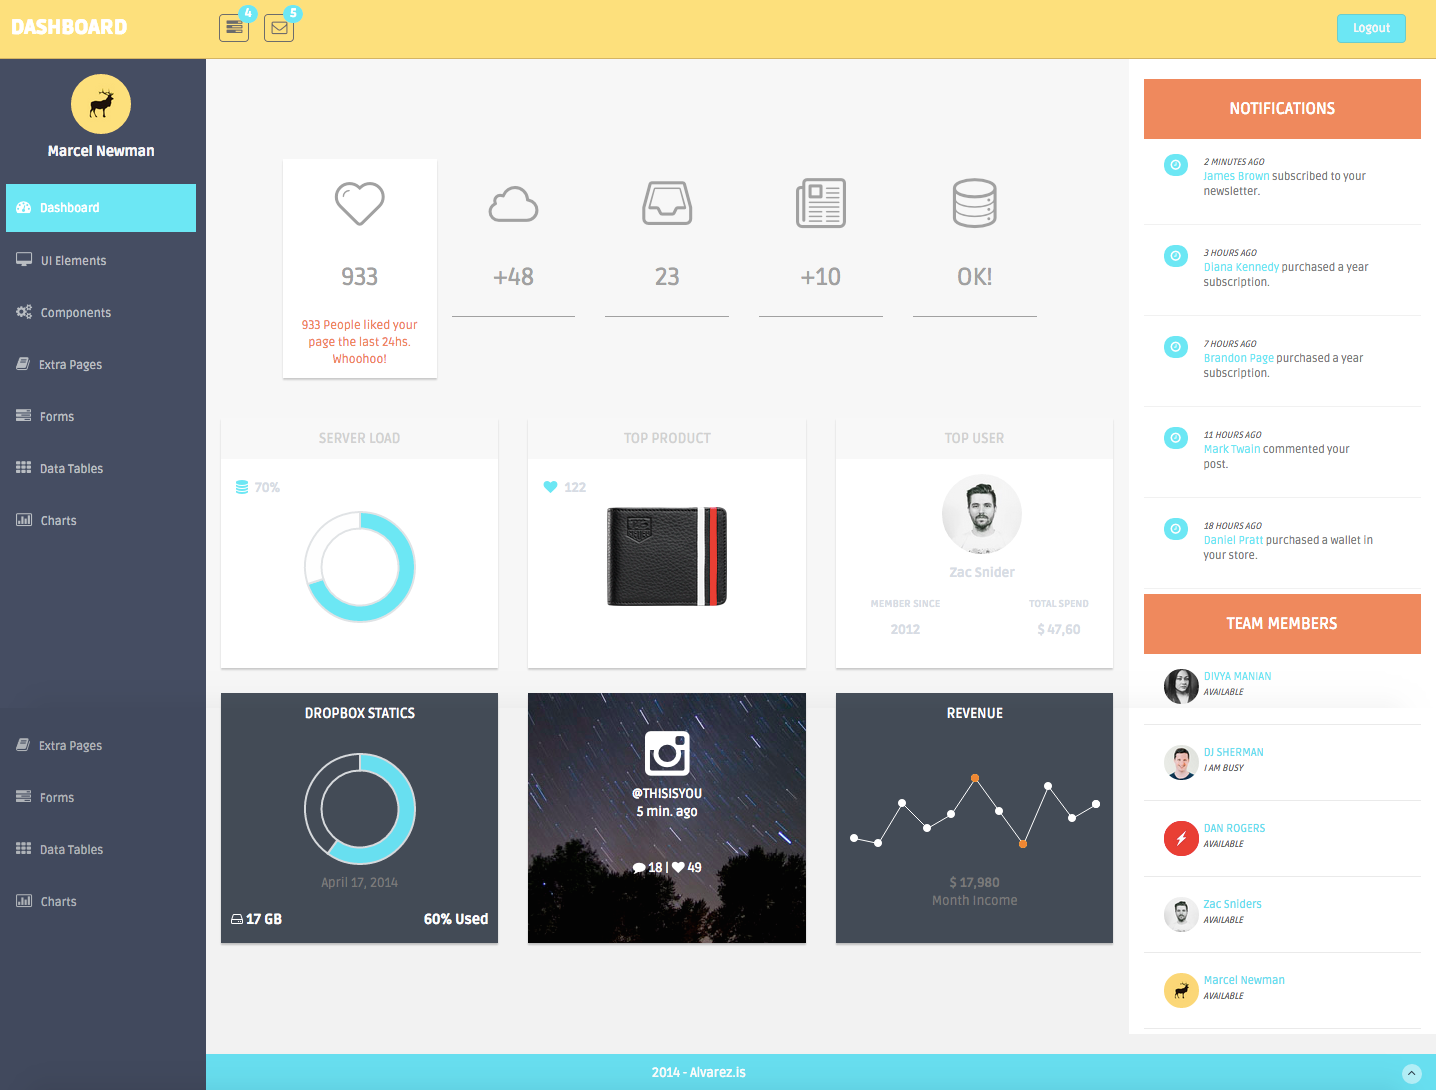 DASHBOARD
4
5
Logout
Marcel Newman
Dashboard
UI Elements
Components
Extra Pages
Forms
Data Tables
Charts
Extra Pages
Forms
Data Tables
Charts
933
933 People liked your
page the last 24hs.
Whoohoo!
+48
23
+10
OK!
SERVER LOAD
70%
TOP PRODUCT
122
TOP USER
Zac Snider
MEMBER SINCE
2012
TOTAL SPEND
$ 47,60
DROPBOX STATICS
April 17, 2014
17 GB
60% Used
@THISISYOU
5 min. ago
18 | 49
REVENUE
$ 17,980
Month Income
NOTIFICATIONS
2 MINUTES AGO
James Brown subscribed to your
newsletter.
3 HOURS AGO
Diana Kennedy purchased a year
subscription.
7 HOURS AGO
Brandon Page purchased a year
subscription.
11 HOURS AGO
Mark Twain commented your
post.
18 HOURS AGO
Daniel Pratt purchased a wallet in
your store.
TEAM MEMBERS
DIVYA MANIAN
AVAILABLE
DJ SHERMAN
I AM BUSY
DAN ROGERS
AVAILABLE
Zac Sniders
AVAILABLE
Marcel Newman
AVAILABLE
2014 - Alvarez.is